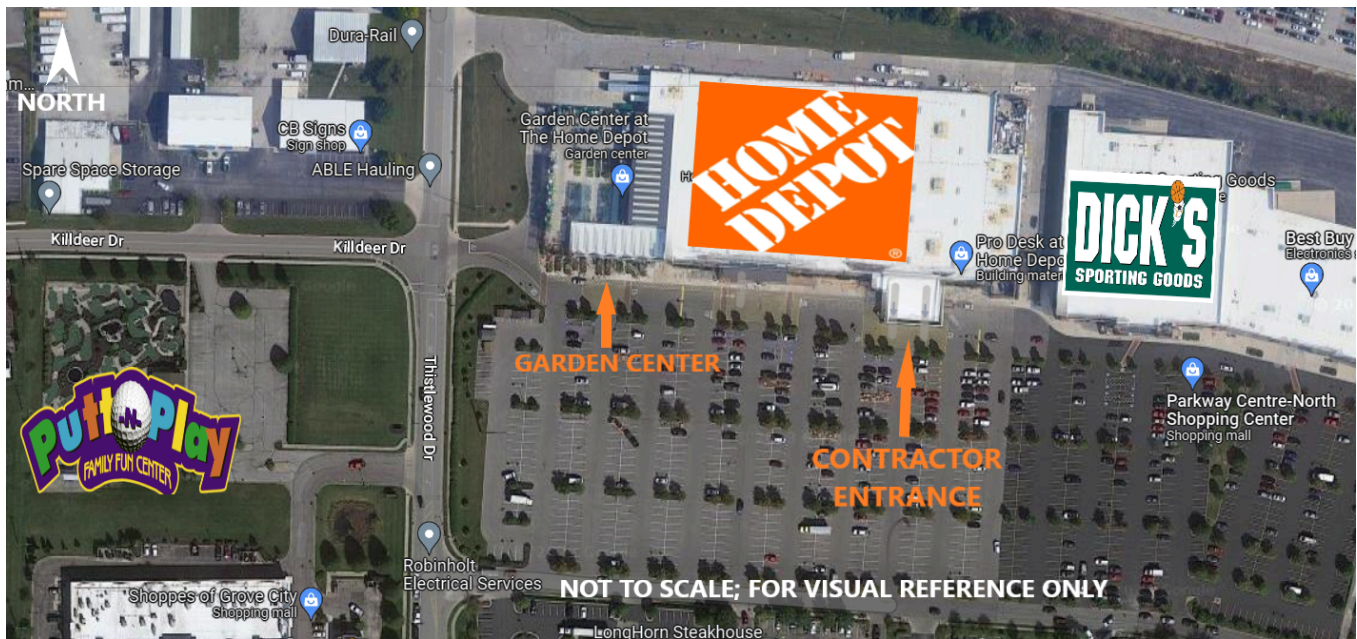 NORTH
Dura-Rail
CB Signs
Sign shop
Spare Space Storage
ABLE Hauling
Killdeer Dr
Killdeer Dr
Garden Center at
The Home Depot
Garden center
HOME
DEPOT
®
Pro Desk at
Home Depo
Building mater
Sporting Goods
DICK'S
SPORTING GOODS
Best Buy
Electronics
GARDEN CENTER
Thistlewood Dr
Putt-N-Play
FAMILY FUN CENTER
Parkway Centre-North
Shopping Center
Shopping mall
CONTRACTOR
ENTRANCE
Robinholt
Electrical Services
Shoppes of Grove City
Shopping mall
NOT TO SCALE; FOR VISUAL REFERENCE ONLY
LongHorn Steakhouse